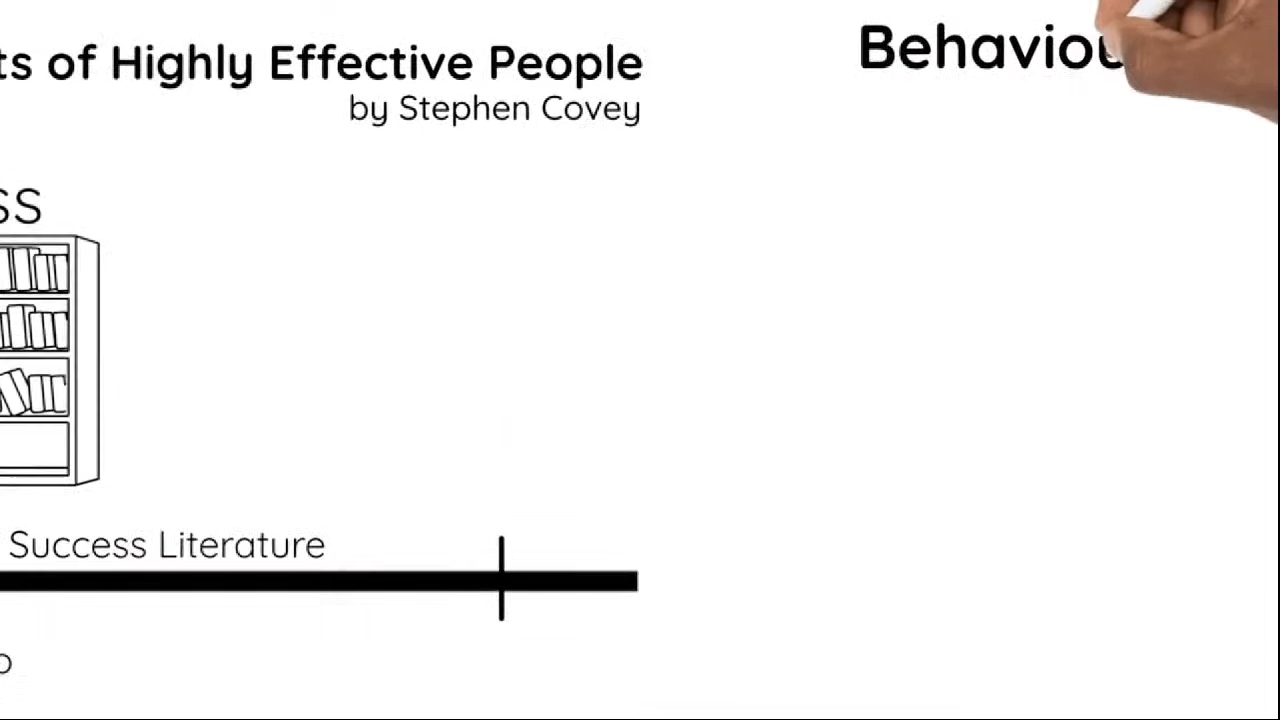 ts of Highly Effective People
by Stephen Covey
Behaviou
SS
Success Literature